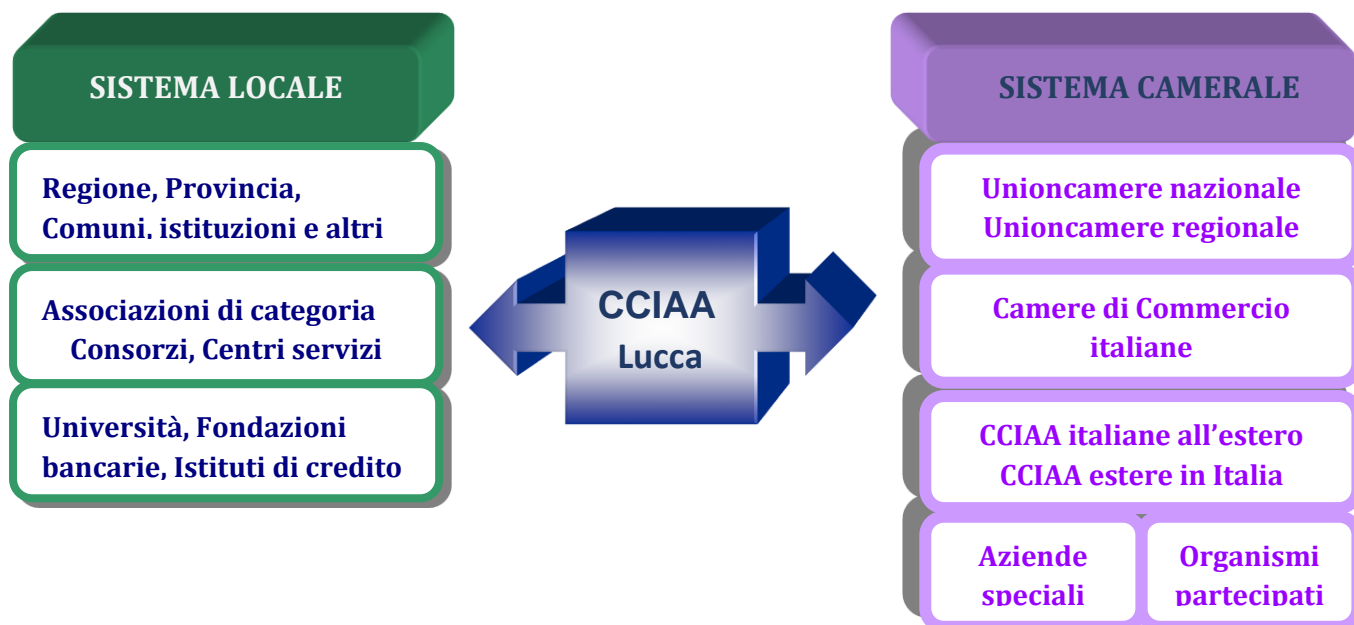 SISTEMA LOCALE
Regione, Provincia,
Comuni, istituzioni e altri
Associazioni di categoria
Consorzi, Centri servizi
Università, Fondazioni
bancarie, Istituti di credito
CCIAA
Lucca
SISTEMA CAMERALE
Unioncamere nazionale
Unioncamere regionale
Camere di Commercio
italiane
CCIAA italiane all’estero
CCIAA estere in Italia
Aziende
speciali
Organismi
partecipati